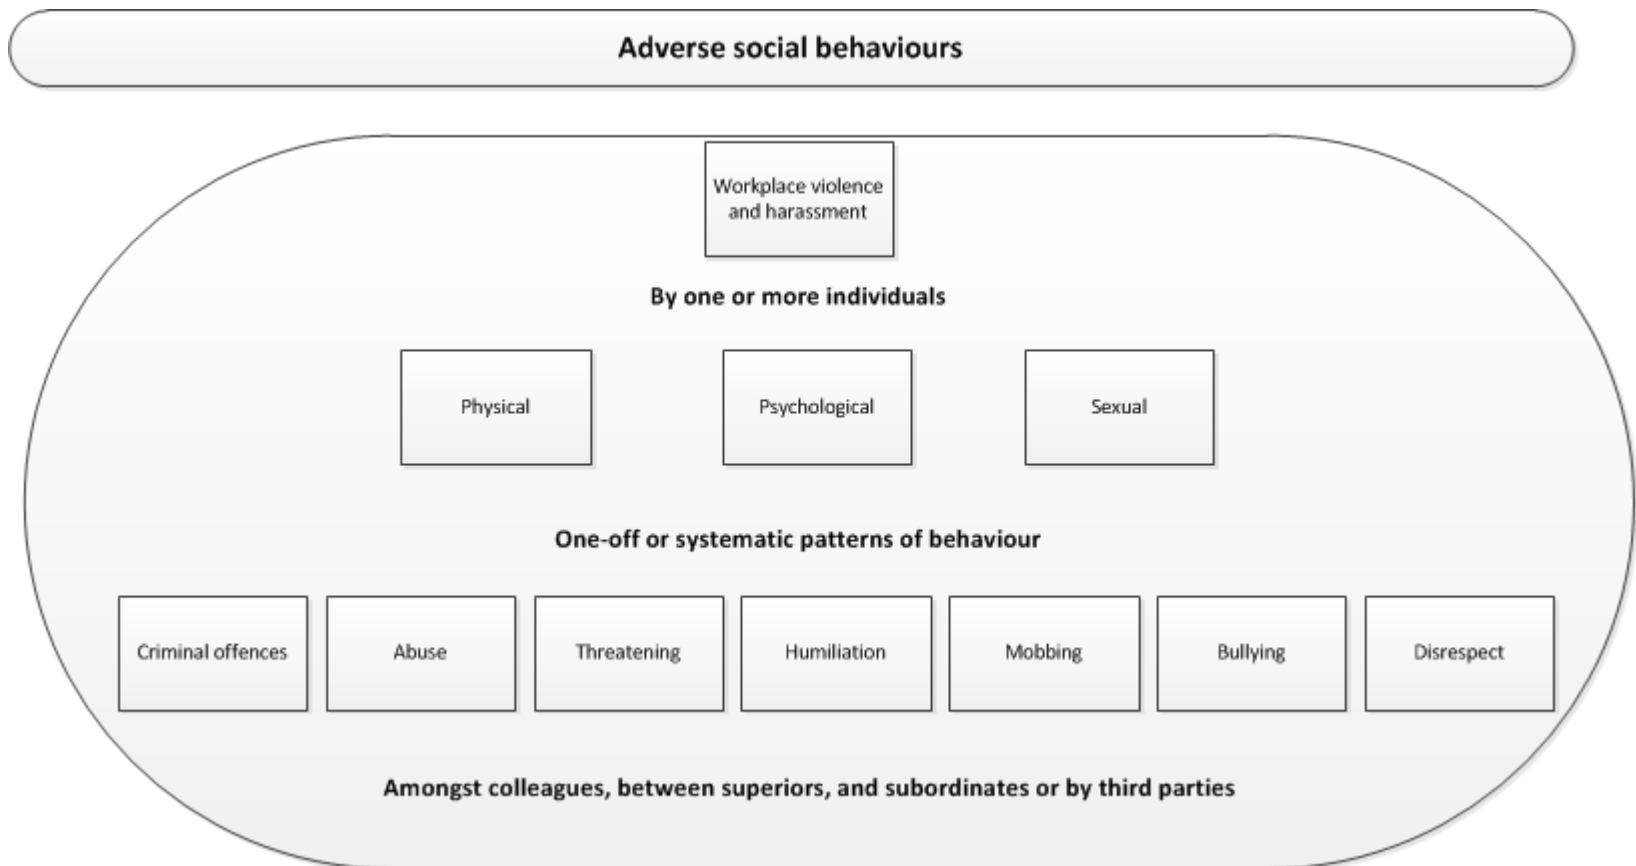 Adverse social behaviours
Workplace violence
and harassment
By one or more individuals
Physical
Psychological
Sexual
One-off or systematic patterns of behaviour
Criminal offences
Abuse
Threatening
Humiliation
Mobbing
Bullying
Disrespect
Amongst colleagues, between superiors, and subordinates or by third parties